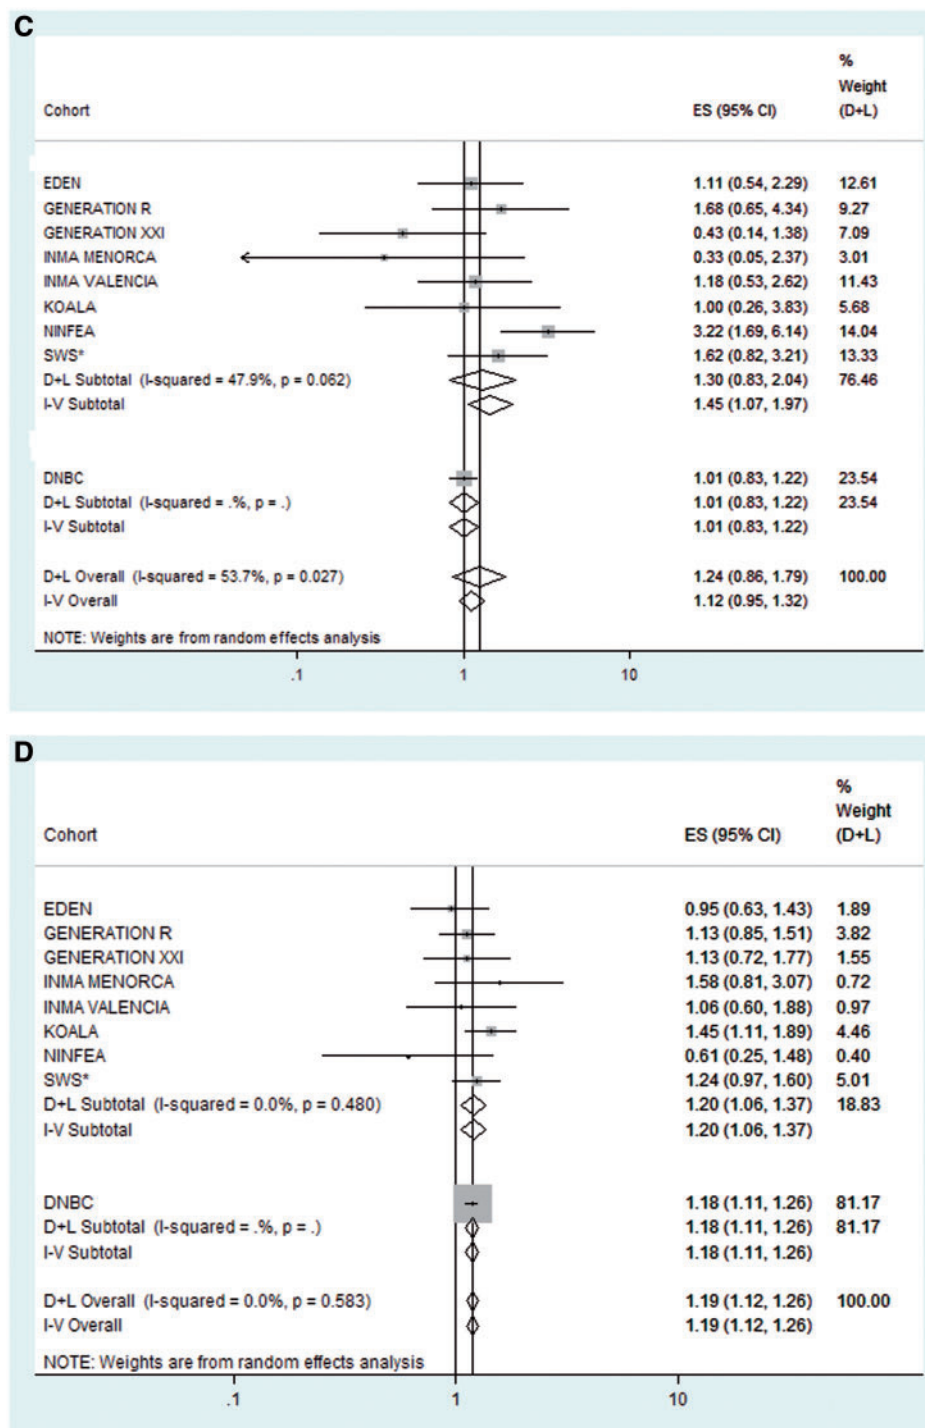 C
%
Weight
Cohort ES (95% CI) (D+L)
EDEN 1.11 (0.54, 2.29) 12.61
GENERATION R 1.68 (0.65, 4.34) 9.27
GENERATION XXI 0.43 (0.14, 1.38) 7.09
INMA MENORCA 0.33 (0.05, 2.37) 3.01
INMA VALENCIA 1.18 (0.53, 2.62) 11.43
KOALA 1.00 (0.26, 3.83) 5.68
NINFEA 3.22 (1.69, 6.14) 14.04
SWS* 1.62 (0.82, 3.21) 13.33
D+L Subtotal (I-squared = 47.9%, p = 0.062) 1.30 (0.83, 2.04) 76.46
I-V Subtotal 1.45 (1.07, 1.97)
DNBC 1.01 (0.83, 1.22) 23.54
D+L Subtotal (I-squared = .%, p = .) 1.01 (0.83, 1.22) 23.54
I-V Subtotal 1.01 (0.83, 1.22)
D+L Overall (I-squared = 53.7%, p = 0.027) 1.24 (0.86, 1.79) 100.00
I-V Overall 1.12 (0.95, 1.32)
NOTE: Weights are from random effects analysis
.1 1 10
D
%
Weight
Cohort ES (95% CI) (D+L)
EDEN 0.95 (0.63, 1.43) 1.89
GENERATION R 1.13 (0.85, 1.51) 3.82
GENERATION XXI 1.13 (0.72, 1.77) 1.55
INMA MENORCA 1.58 (0.81, 3.07) 0.72
INMA VALENCIA 1.06 (0.60, 1.88) 0.97
KOALA 1.45 (1.11, 1.89) 4.46
NINFEA 0.61 (0.25, 1.48) 0.40
SWS* 1.24 (0.97, 1.60) 5.01
D+L Subtotal (I-squared = 0.0%, p = 0.480) 1.20 (1.06, 1.37) 18.83
I-V Subtotal 1.20 (1.06, 1.37)
DNBC 1.18 (1.11, 1.26) 81.17
D+L Subtotal (I-squared = .%, p = .) 1.18 (1.11, 1.26) 81.17
I-V Subtotal 1.18 (1.11, 1.26)
D+L Overall (I-squared = 0.0%, p = 0.583) 1.19 (1.12, 1.26) 100.00
I-V Overall 1.19 (1.12, 1.26)
NOTE: Weights are from random effects analysis
.1 1 10